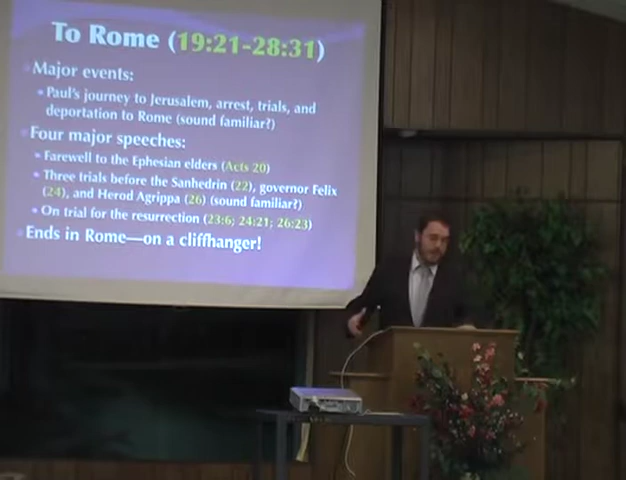 To Rome (19:21-28:31)
Major events:
• Paul's journey to Jerusalem, arrest, trials, and
deportation to Rome (sound familiar?)
Four major speeches:
• Farewell to the Ephesian elders (Acts 20)
• Three trials before the Sanhedrin (22), governor Felix
(24), and Herod Agrippa (26) (sound familiar?)
• On trial for the resurrection (23:6; 24:21; 26:23)
Ends in Rome—on a cliffhanger!